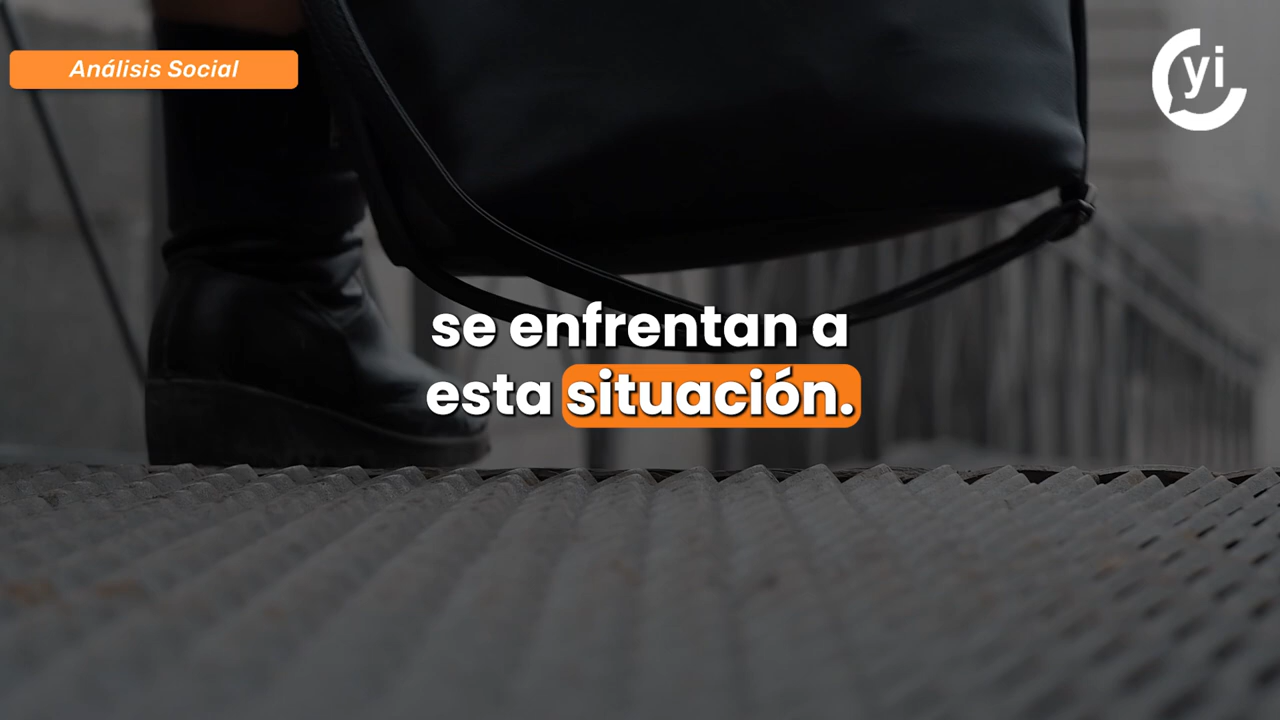 Análisis Social
yi
se enfrentan a
esta situación.